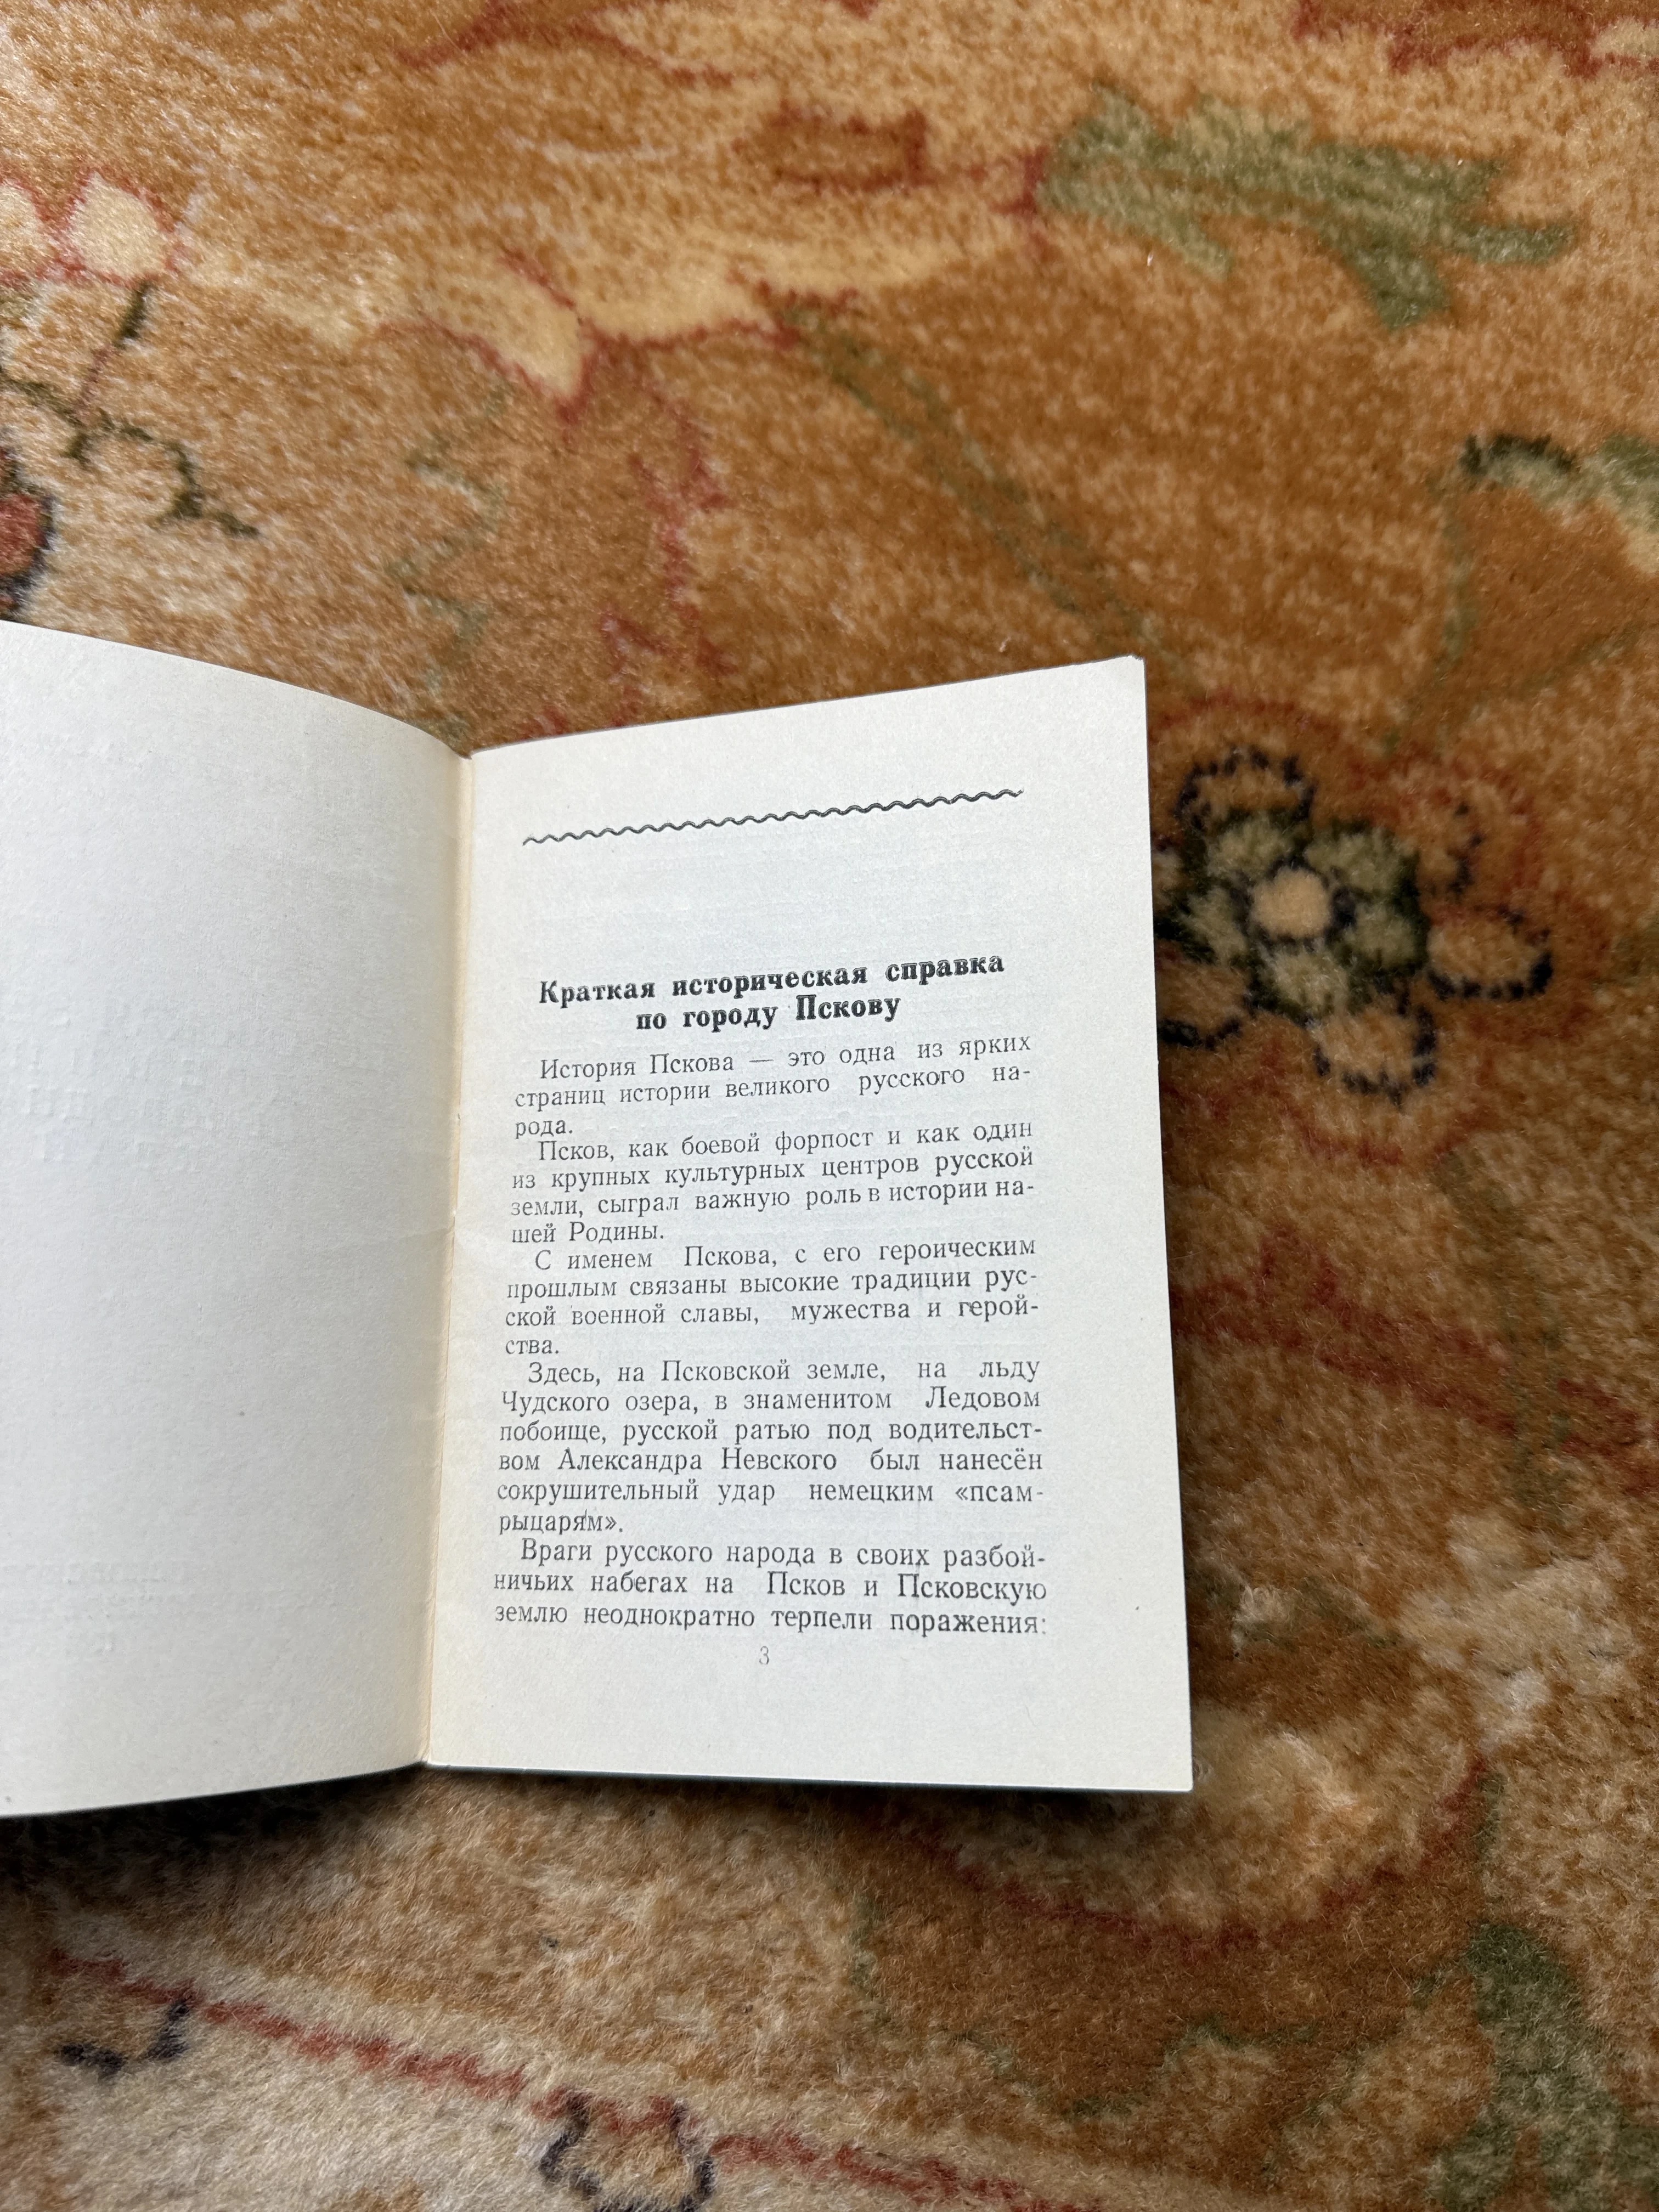 Краткая историческая справка
по городу Пскову
История Пскова — это одна из ярких
страниц истории великого русского на-
рода.
Псков, как боевой форпост и как один
из крупных культурных центров русской
земли, сыграл важную роль в истории на-
шей Родины.
С именем Пскова, с его героическим
прошлым связаны высокие традиции рус-
ской военной славы, мужества и герой-
ства.
Здесь, на Псковской земле, на льду
Чудского озера, в знаменитом Ледовом
побоище, русской ратью под водительст-
вом Александра Невского был нанесён
сокрушительный удар немецким «псам-
рыцарям».
Враги русского народа в своих разбой-
ничьих набегах на Псков и Псковскую
землю неоднократно терпели поражения:
3